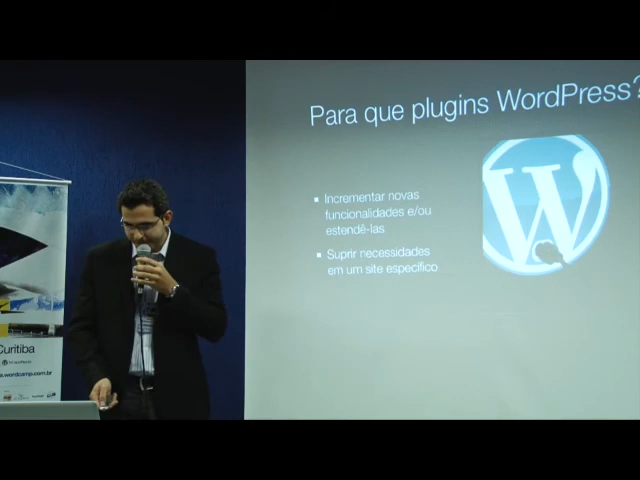 Para que plugins WordPress?
Incrementar novas
funcionalidades e/ou
estendê-las
Suprir necessidades
em um site específico
Curitiba
.wordcamp.com.br